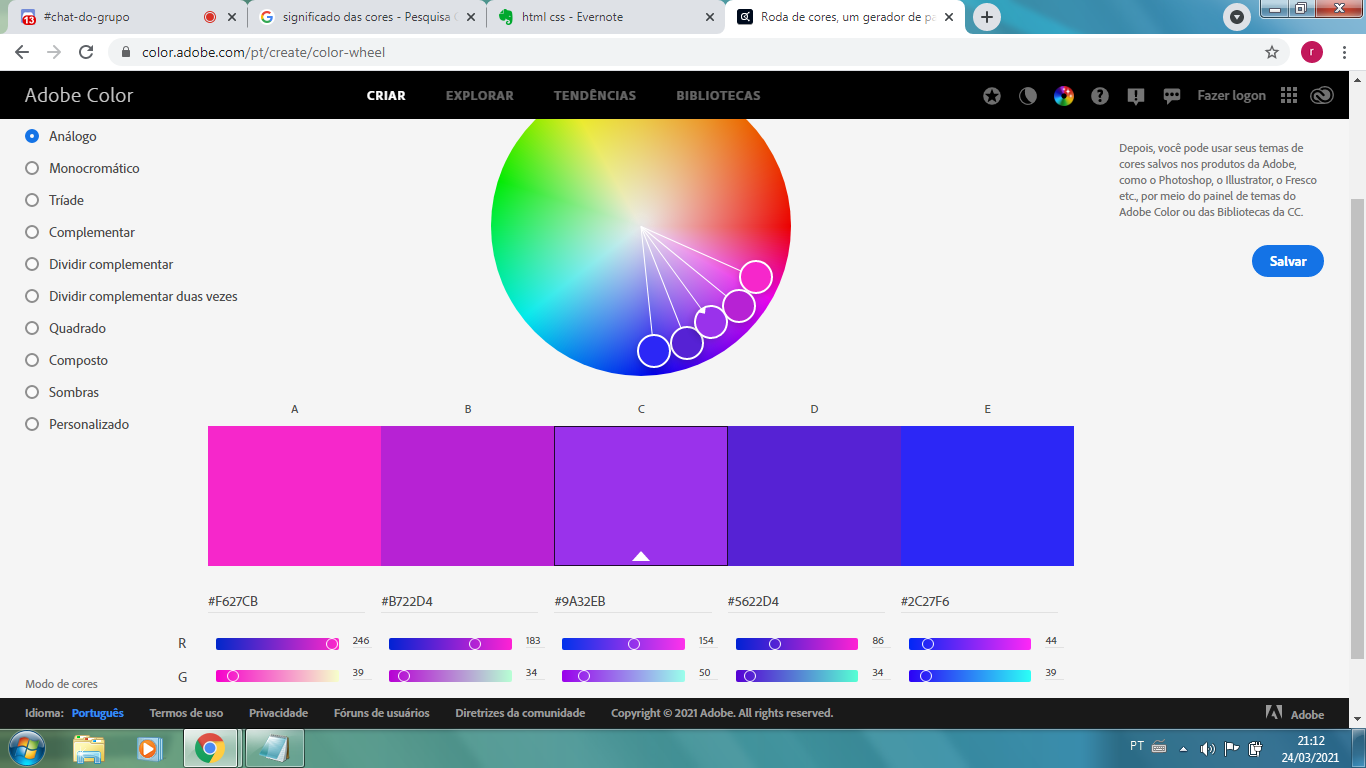 #chat-do-grupo
significado das cores - Pesquisa
html css - Evernote
Roda de cores, um gerador de pa
13
color.adobe.com/pt/create/color-wheel
r
Adobe Color
CRIAR
EXPLORAR
TENDÊNCIAS
BIBLIOTECAS
Fazer logon
Análogo
Monocromático
Tríade
Complementar
Dividir complementar
Dividir complementar duas vezes
Quadrado
Composto
Sombras
Personalizado
Depois, você pode usar seus temas de
cores salvos nos produtos da Adobe,
como o Photoshop, o Illustrator, o Fresco
etc., por meio do painel de temas do
Adobe Color ou das Bibliotecas da CC.
Salvar
A B C D E
#F627CB #B722D4 #9A32EB #5622D4 #2C27F6
R 246 183 154 86 44
G 39 34 50 34 39
Modo de cores
Idioma: Português Termos de uso Privacidade Fóruns de usuários Diretrizes da comunidade Copyright © 2021 Adobe. All rights reserved. Adobe
PT
21:12
24/03/2021